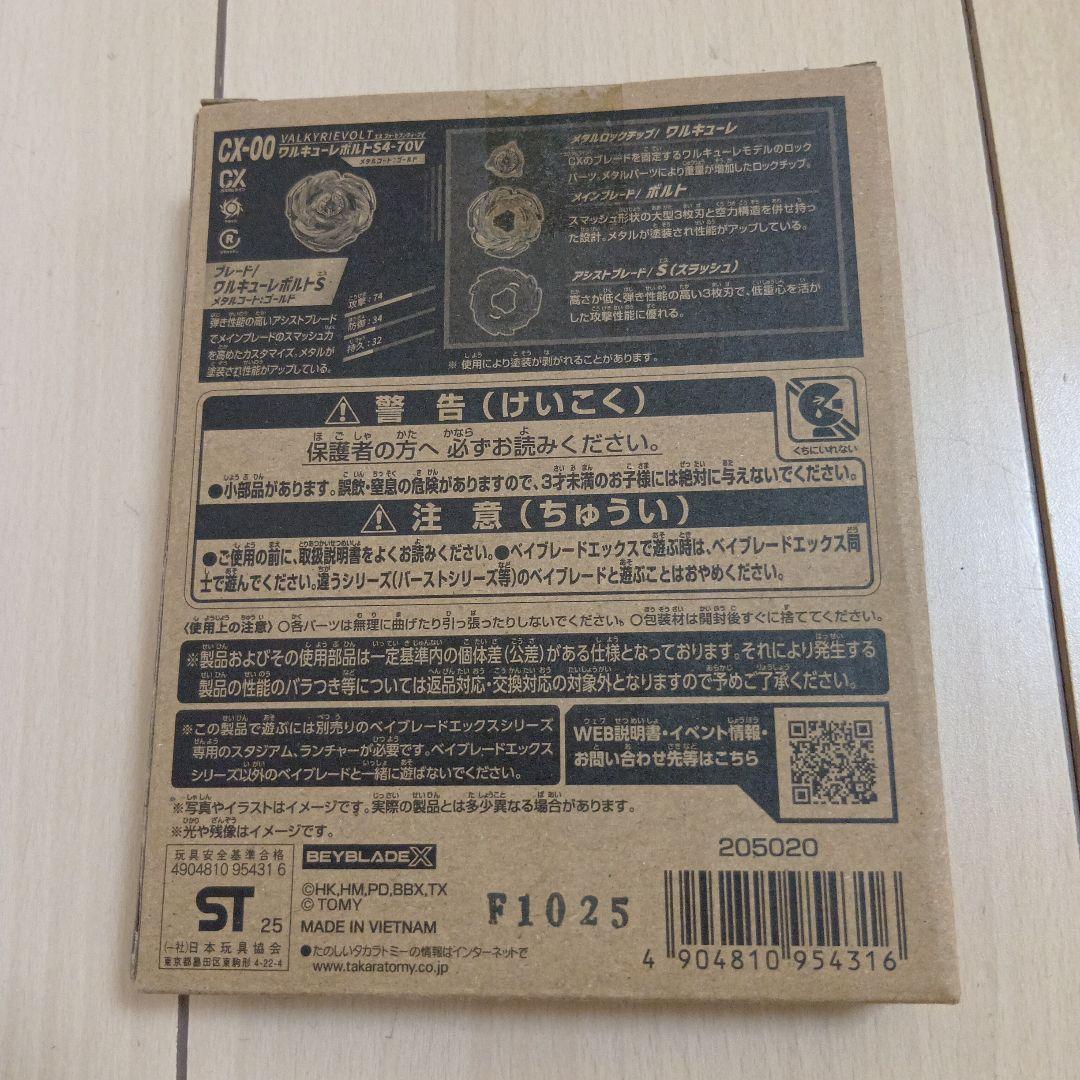 CX-00
VALKYRIEVOLT
ワルキューレボルトS4-70V
メタルコート:ゴールド
CX
ブレード/
ワルキューレボルトS
メタルコート:ゴールド
弾き性能の高いアシストブレード
でメインブレードのスマッシュ力
を高めたカスタマイズ。メタルが
塗装され性能がアップしている。
攻撃:74
防御:34
持久:32
メタルロックチップ/ ワルキューレ
CXのブレードを固定するワルキューレモデルのロック
パーツ。メタルパーツにより重量が増加したロックチップ。
メインブレード/ ボルト
スマッシュ形状の大型3枚刃と空力構造を併せ持っ
た設計。メタルが塗装され性能がアップしている。
アシストブレード/S(スラッシュ)
高さが低く弾き性能の高い3枚刃で、低重心を活か
した攻撃性能に優れる。
※使用により塗装が剥がれることがあります。
警告(けいこく)
保護者の方へ 必ずお読みください。
くちにいれない
●小部品があります。誤飲・窒息の危険がありますので、3才未満のお子様には絶対に与えないでください。
注意(ちゅうい)
●ご使用の前に、取扱説明書をよくお読みください。●ベイブレードエックスで遊ぶ時は、ベイブレードエックス同
士で遊んでください。違うシリーズ(バーストシリーズ等)のベイブレードと遊ぶことはおやめください。
〈使用上の注意〉○各パーツは無理に曲げたり引っ張ったりしないでください。○包装材は開封後すぐに捨ててください。
※製品およびその使用部品は一定基準内の個体差(公差)がある仕様となっております。それにより発生する
製品の性能のバラつき等については返品対応・交換対応の対象外となりますので予めご了承ください。
※この製品で遊ぶには別売りのベイブレードエックスシリーズ
専用のスタジアム、ランチャーが必要です。ベイブレードエックス
シリーズ以外のベイブレードと一緒に遊ばないでください。
WEB説明書・イベント情報・
お問い合わせ先等はこちら
※写真やイラストはイメージです。実際の製品とは多少異なる場合があります。
※光や残像はイメージです。
玩具安全基準合格
4904810 95431 6
ST 25
(一社)日本玩具協会
東京都墨田区東駒形 4-22-4
BEYBLADE X
©HK,HM,PD,BBX,TX
© TOMY
MADE IN VIETNAM
●たのしいタカラトミーの情報はインターネットで
www.takaratomy.co.jp
F1025
205020
4 904810 954316